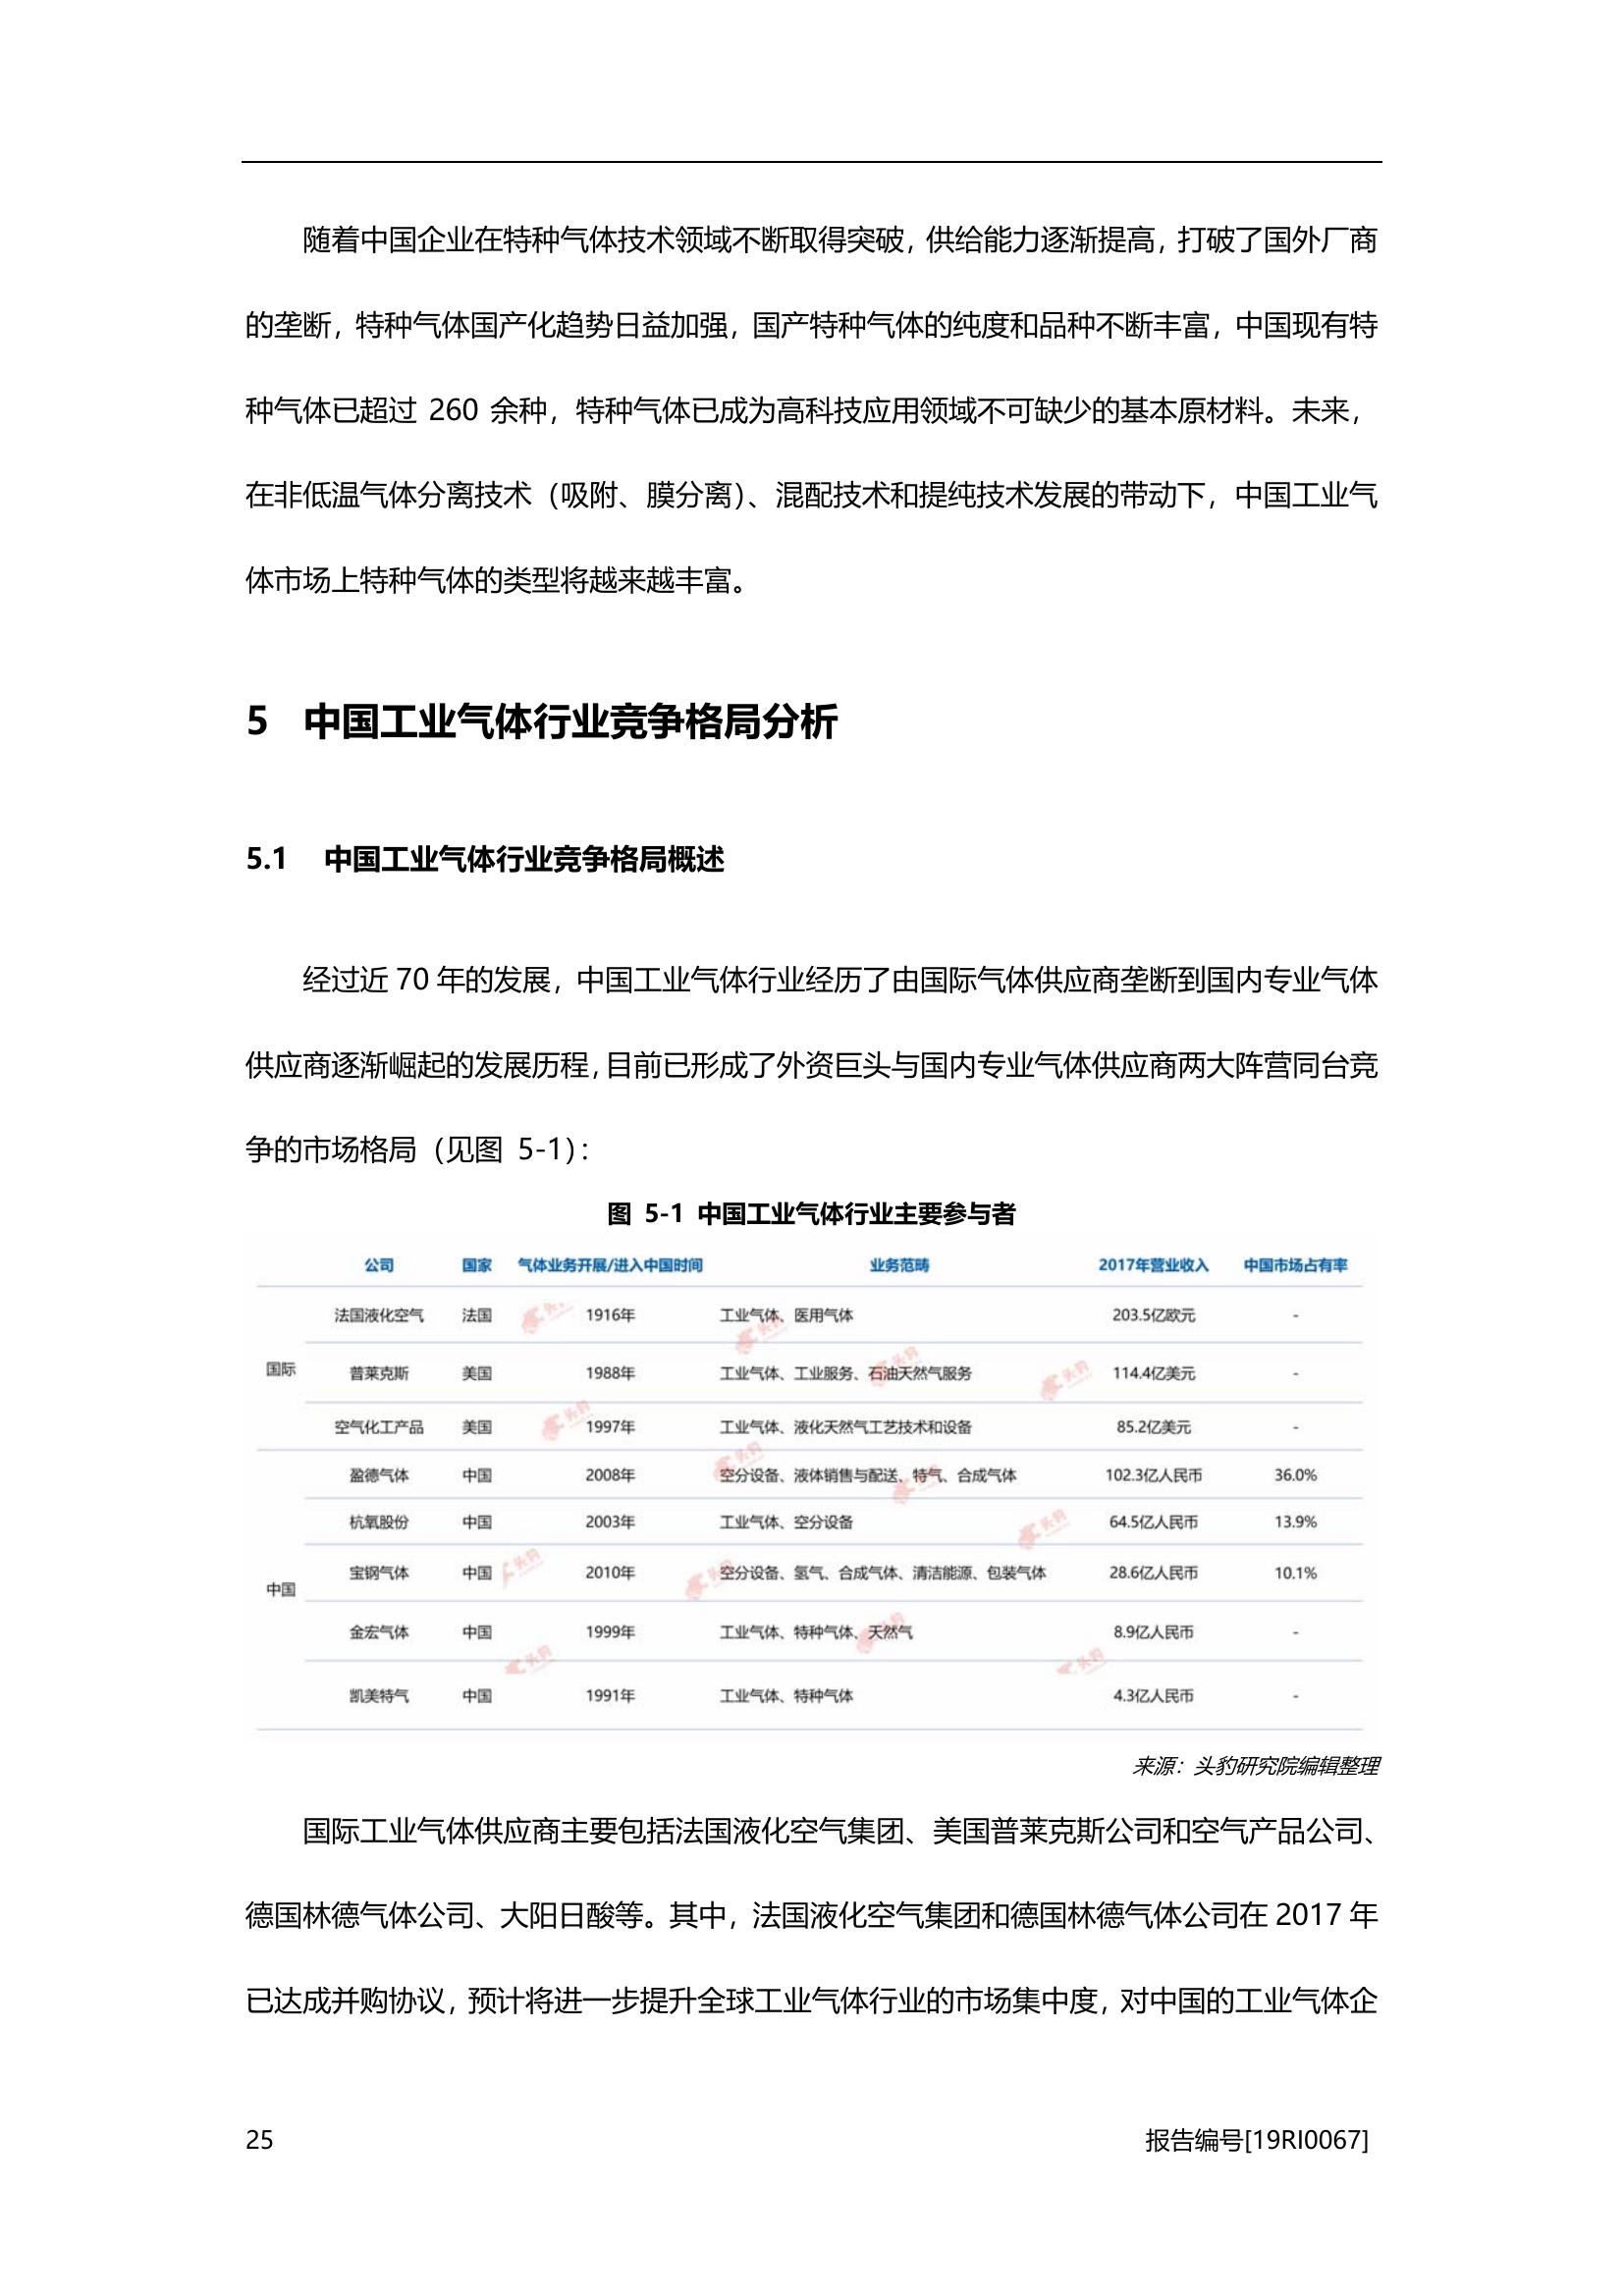 随着中国企业在特种气体技术领域不断取得突破，供给能力逐渐提高，打破了国外厂商
的垄断，特种气体国产化趋势日益加强，国产特种气体的纯度和品种不断丰富，中国现有特
种气体已超过 260 余种，特种气体已成为高科技应用领域不可缺少的基本原材料。未来，
在非低温气体分离技术（吸附、膜分离）、混配技术和提纯技术发展的带动下，中国工业气
体市场上特种气体的类型将越来越丰富。
5 中国工业气体行业竞争格局分析
5.1 中国工业气体行业竞争格局概述
经过近 70 年的发展，中国工业气体行业经历了由国际气体供应商垄断到国内专业气体
供应商逐渐崛起的发展历程，目前已形成了外资巨头与国内专业气体供应商两大阵营同台竞
争的市场格局（见图 5-1）：
图 5-1 中国工业气体行业主要参与者
公司 国家 气体业务开展/进入中国时间 业务范畴 2017年营业收入 中国市场占有率
国际
法国液化空气 法国 1916年 工业气体、医用气体 203.5亿欧元 -
普莱克斯 美国 1988年 工业气体、工业服务、石油天然气服务 114.4亿美元 -
空气化工产品 美国 1997年 工业气体、液化天然气工艺技术和设备 85.2亿美元 -
中国
盈德气体 中国 2008年 空分设备、液体销售与配送、特气、合成气体 102.3亿人民币 36.0%
杭氧股份 中国 2003年 工业气体、空分设备 64.5亿人民币 13.9%
宝钢气体 中国 2010年 空分设备、氢气、合成气体、清洁能源、包装气体 28.6亿人民币 10.1%
金宏气体 中国 1999年 工业气体、特种气体、天然气 8.9亿人民币 -
凯美特气 中国 1991年 工业气体、特种气体 4.3亿人民币 -
来源：头豹研究院编辑整理
国际工业气体供应商主要包括法国液化空气集团、美国普莱克斯公司和空气产品公司、
德国林德气体公司、大阳日酸等。其中，法国液化空气集团和德国林德气体公司在 2017 年
已达成并购协议，预计将进一步提升全球工业气体行业的市场集中度，对中国的工业气体企
25 报告编号[19RI0067]